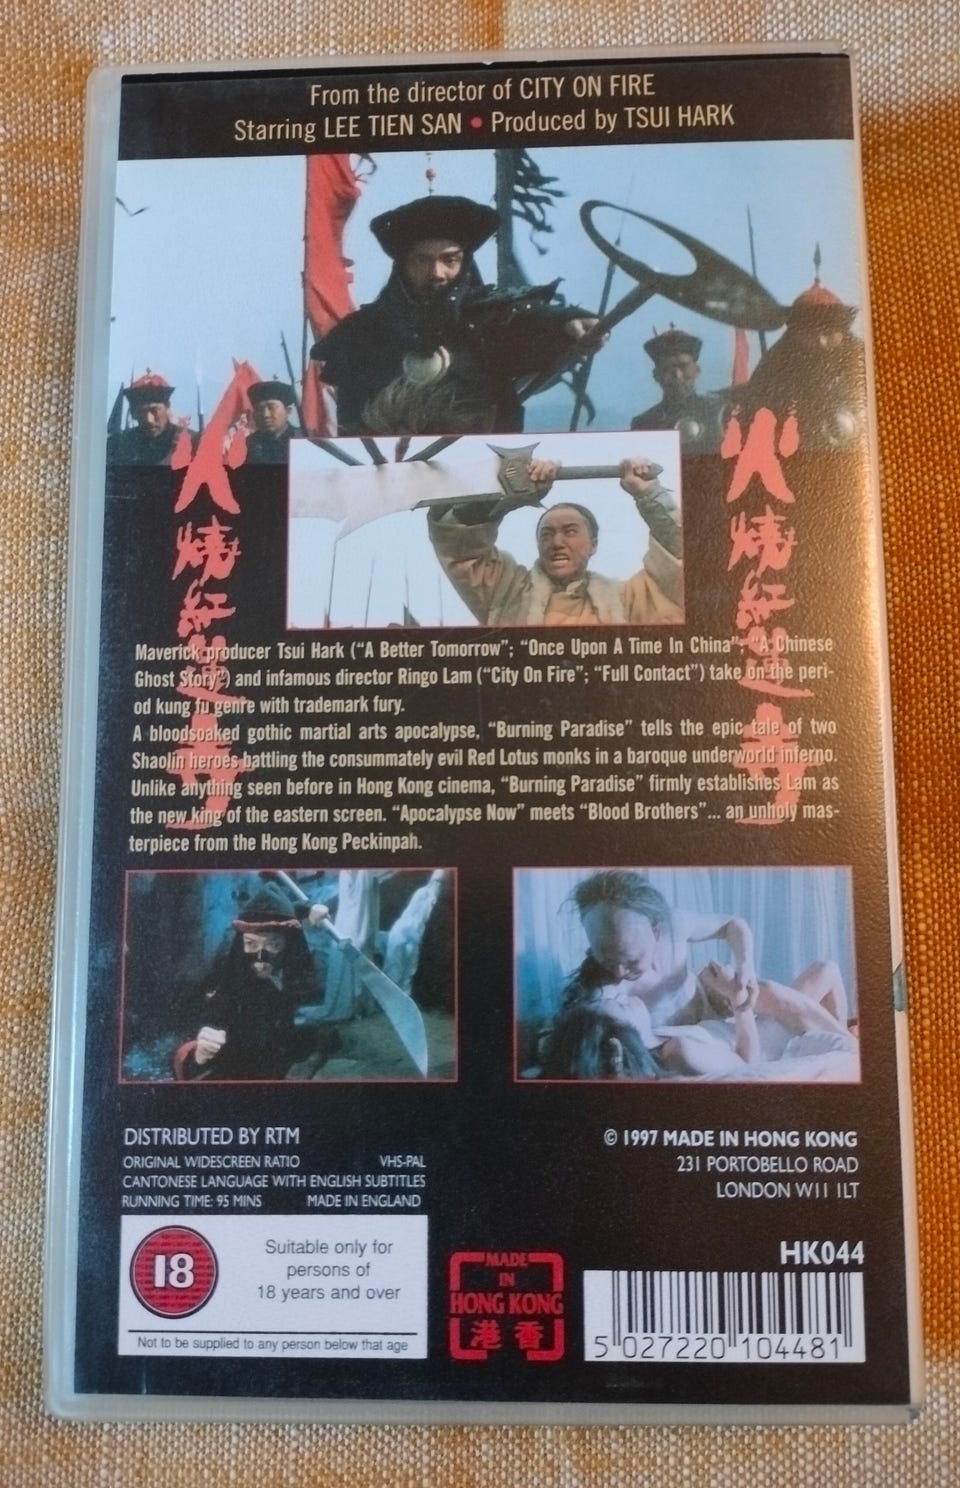 From the director of CITY ON FIRE
Starring LEE TIEN SAN • Produced by TSUI HARK
火燒紅蓮寺
火燒紅蓮寺
Maverick producer Tsui Hark (“A Better Tomorrow”; “Once Upon A Time In China”; “A Chinese
Ghost Story”) and infamous director Ringo Lam (“City On Fire”; “Full Contact”) take on the peri-
od kung fu genre with trademark fury.
A bloodsoaked gothic martial arts apocalypse, “Burning Paradise” tells the epic tale of two
Shaolin heroes battling the consummately evil Red Lotus monks in a baroque underworld inferno.
Unlike anything seen before in Hong Kong cinema, “Burning Paradise” firmly establishes Lam as
the new king of the eastern screen. “Apocalypse Now” meets “Blood Brothers”... an unholy mas-
terpiece from the Hong Kong Peckinpah.
DISTRIBUTED BY RTM
ORIGINAL WIDESCREEN RATIO VHS-PAL
CANTONESE LANGUAGE WITH ENGLISH SUBTITLES
RUNNING TIME: 95 MINS MADE IN ENGLAND
© 1997 MADE IN HONG KONG
231 PORTOBELLO ROAD
LONDON W11 1LT
HK044
18
Suitable only for
persons of
18 years and over
Not to be supplied to any person below that age
MADE
IN
HONG KONG
港香
5 027220 104481